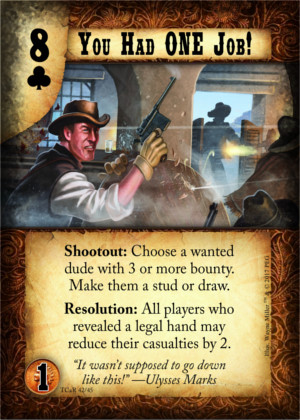 8
You Had ONE Job!
Shootout: Choose a wanted
dude with 3 or more bounty.
Make them a stud or draw.
Resolution: All players who
revealed a legal hand may
reduce their casualties by 2.
"It wasn't supposed to go down
like this!" —Ulysses Marks
1
42/45